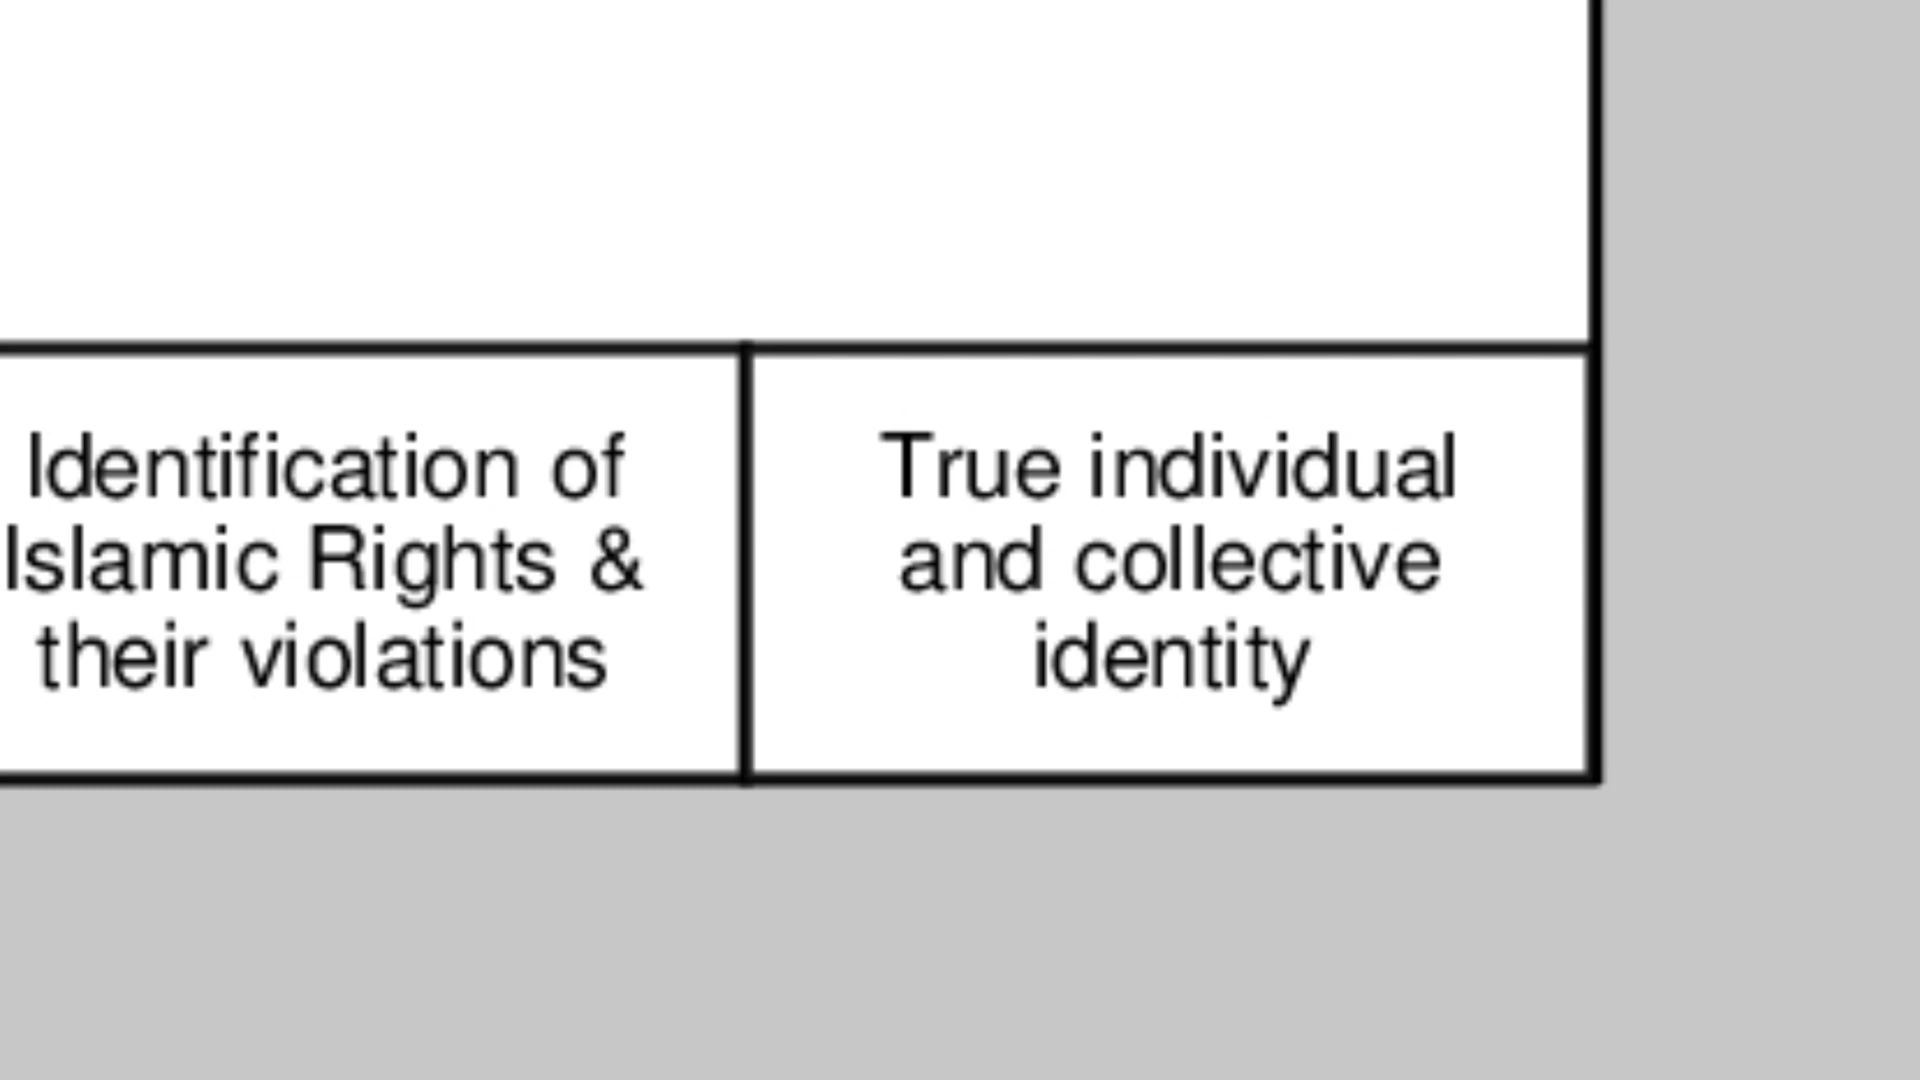 Identification of
Islamic Rights &
their violations
True individual
and collective
identity